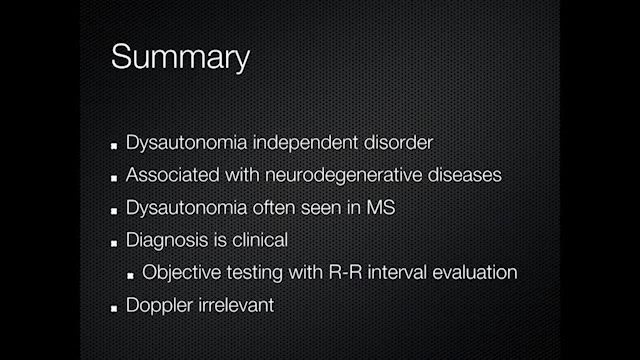 Summary
Dysautonomia independent disorder
Associated with neurodegenerative diseases
Dysautonomia often seen in MS
Diagnosis is clinical
Objective testing with R-R interval evaluation
Doppler irrelevant